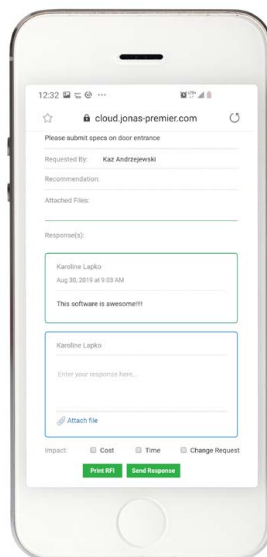 12:32
cloud.jonas-premier.com
Please submit specs on door entrance
Requested By: Kaz Andrzejewski
Recommendation:
Attached Files:
Response(s):
Karoline Lapko
Aug 30, 2019 at 9:03 AM
This software is awesome!!!!
Karoline Lapko
Enter your response here...
Attach file
Impact: Cost Time Change Request
Print RFI Send Response